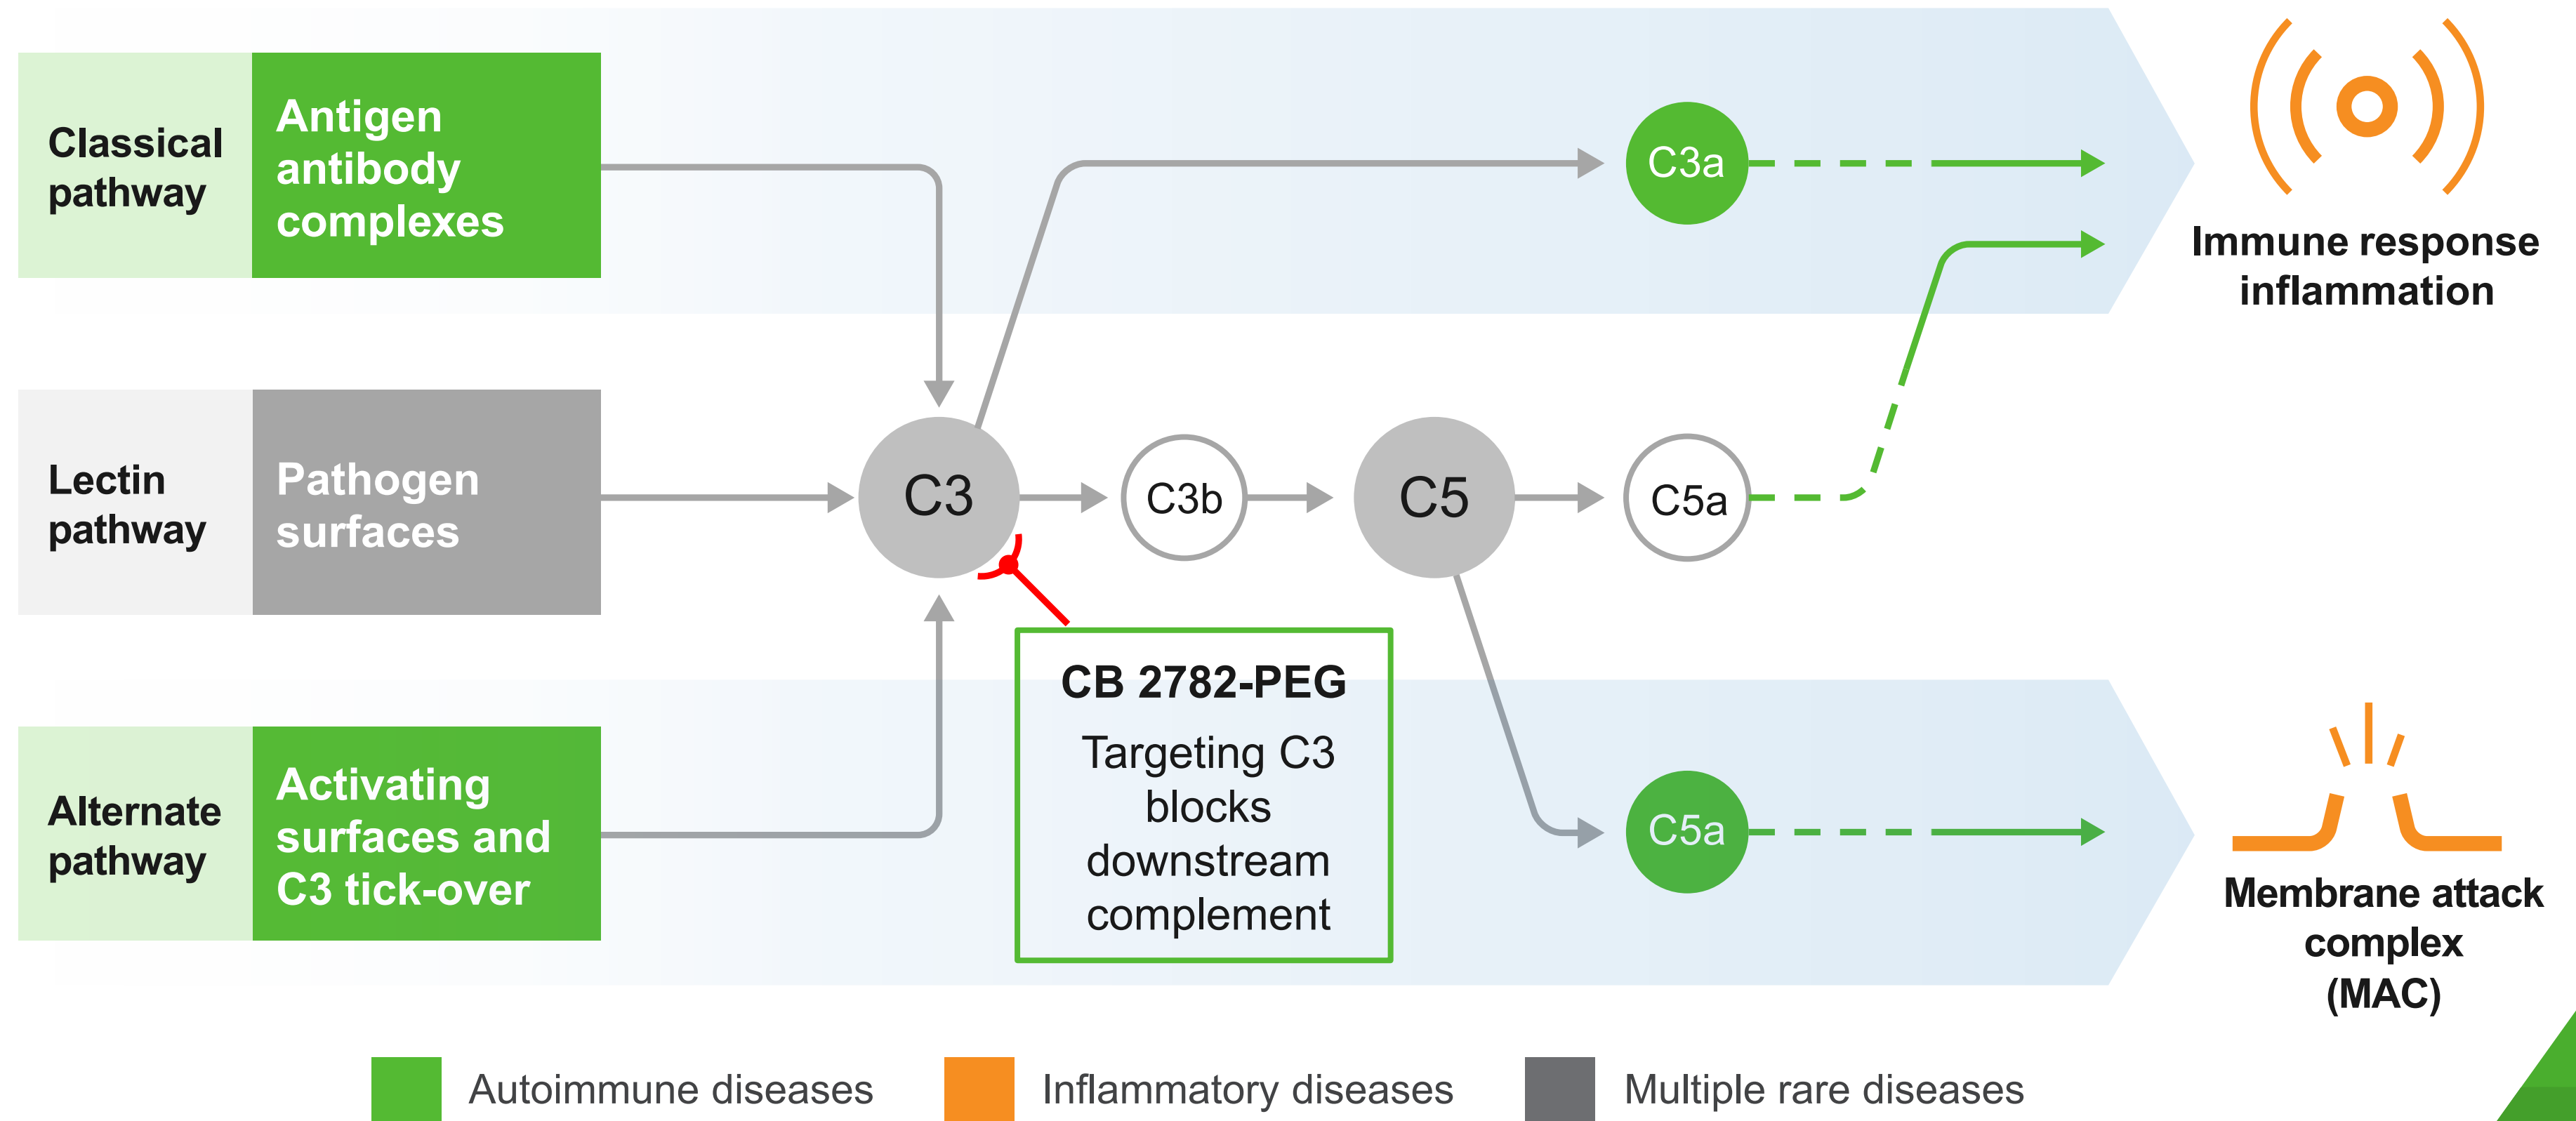 Classical
pathway
Antigen
antibody
complexes
C3a
Immune response
inflammation
Lectin
pathway
Pathogen
surfaces
C3
C3b
C5
C5a
CB 2782-PEG
Targeting C3
blocks
downstream
complement
Alternate
pathway
Activating
surfaces and
C3 tick-over
C5a
Membrane attack
complex
(MAC)
Autoimmune diseases
Inflammatory diseases
Multiple rare diseases